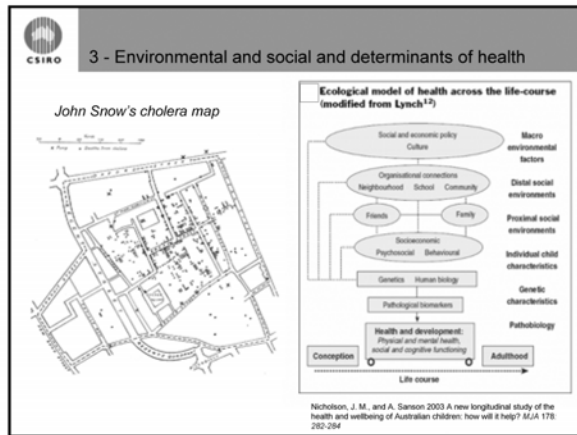 CSIRO
3 - Environmental and social and determinants of health
John Snow's cholera map
Ecological model of health across the life-course
(modified from Lynch12)
Social and economic policy
Culture
Macro
environmental
factors
Organisational connections
Neighbourhood School Community
Distal social
environments
Friends
Family
Proximal social
environments
Socioeconomic
Psychosocial Behavioural
Individual child
characteristics
Genetics Human biology
Genetic
characteristics
Pathological biomarkers
Pathobiology
Health and development:
Physical and mental health,
social and cognitive functioning
Conception
Adulthood
Life course
Nicholson, J. M., and A. Sanson 2003 A new longitudinal study of the
health and wellbeing of Australian children: how will it help? MJA 178:
282-284